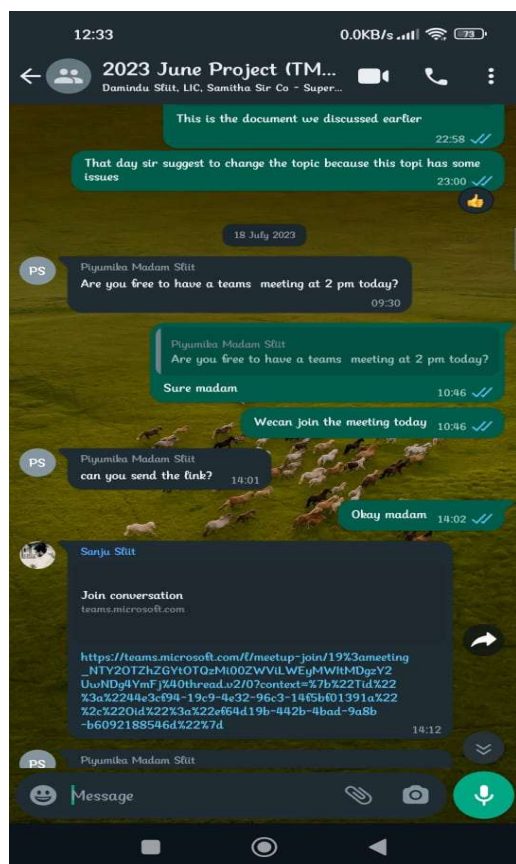 12:33
0.0KB/s
73
2023 June Project (TM...
Damindu Sliit, LIC, Samitha Sir Co - Super...
This is the document we discussed earlier
22:58
That day sir suggest to change the topic because this topi has some
issues
23:00
18 July 2023
PS
Piyumika Madam Sliit
Are you free to have a teams meeting at 2 pm today?
09:30
Piyumika Madam Sliit
Are you free to have a teams meeting at 2 pm today?
Sure madam
10:46
Wecan join the meeting today
10:46
PS
Piyumika Madam Sliit
can you send the link?
14:01
Okay madam
14:02
Sanju Sliit
Join conversation
teams.microsoft.com
https://teams.microsoft.com/l/meetup-join/19%3ameeting
_NTY2OTZhZGYtOTQzMi00ZWViLWEyMWItMDgzY2
UwNDg4YmFj%40thread.v2/0?context=%7b%22Tid%22
%3a%2244e3cf94-19c9-4e32-96c3-14f5bf01391a%22
%2c%22Oid%22%3a%22ef64d19b-442b-4bad-9a8b
-b6092188546d%22%7d
14:12
PS
Piyumika Madam Sliit
Message